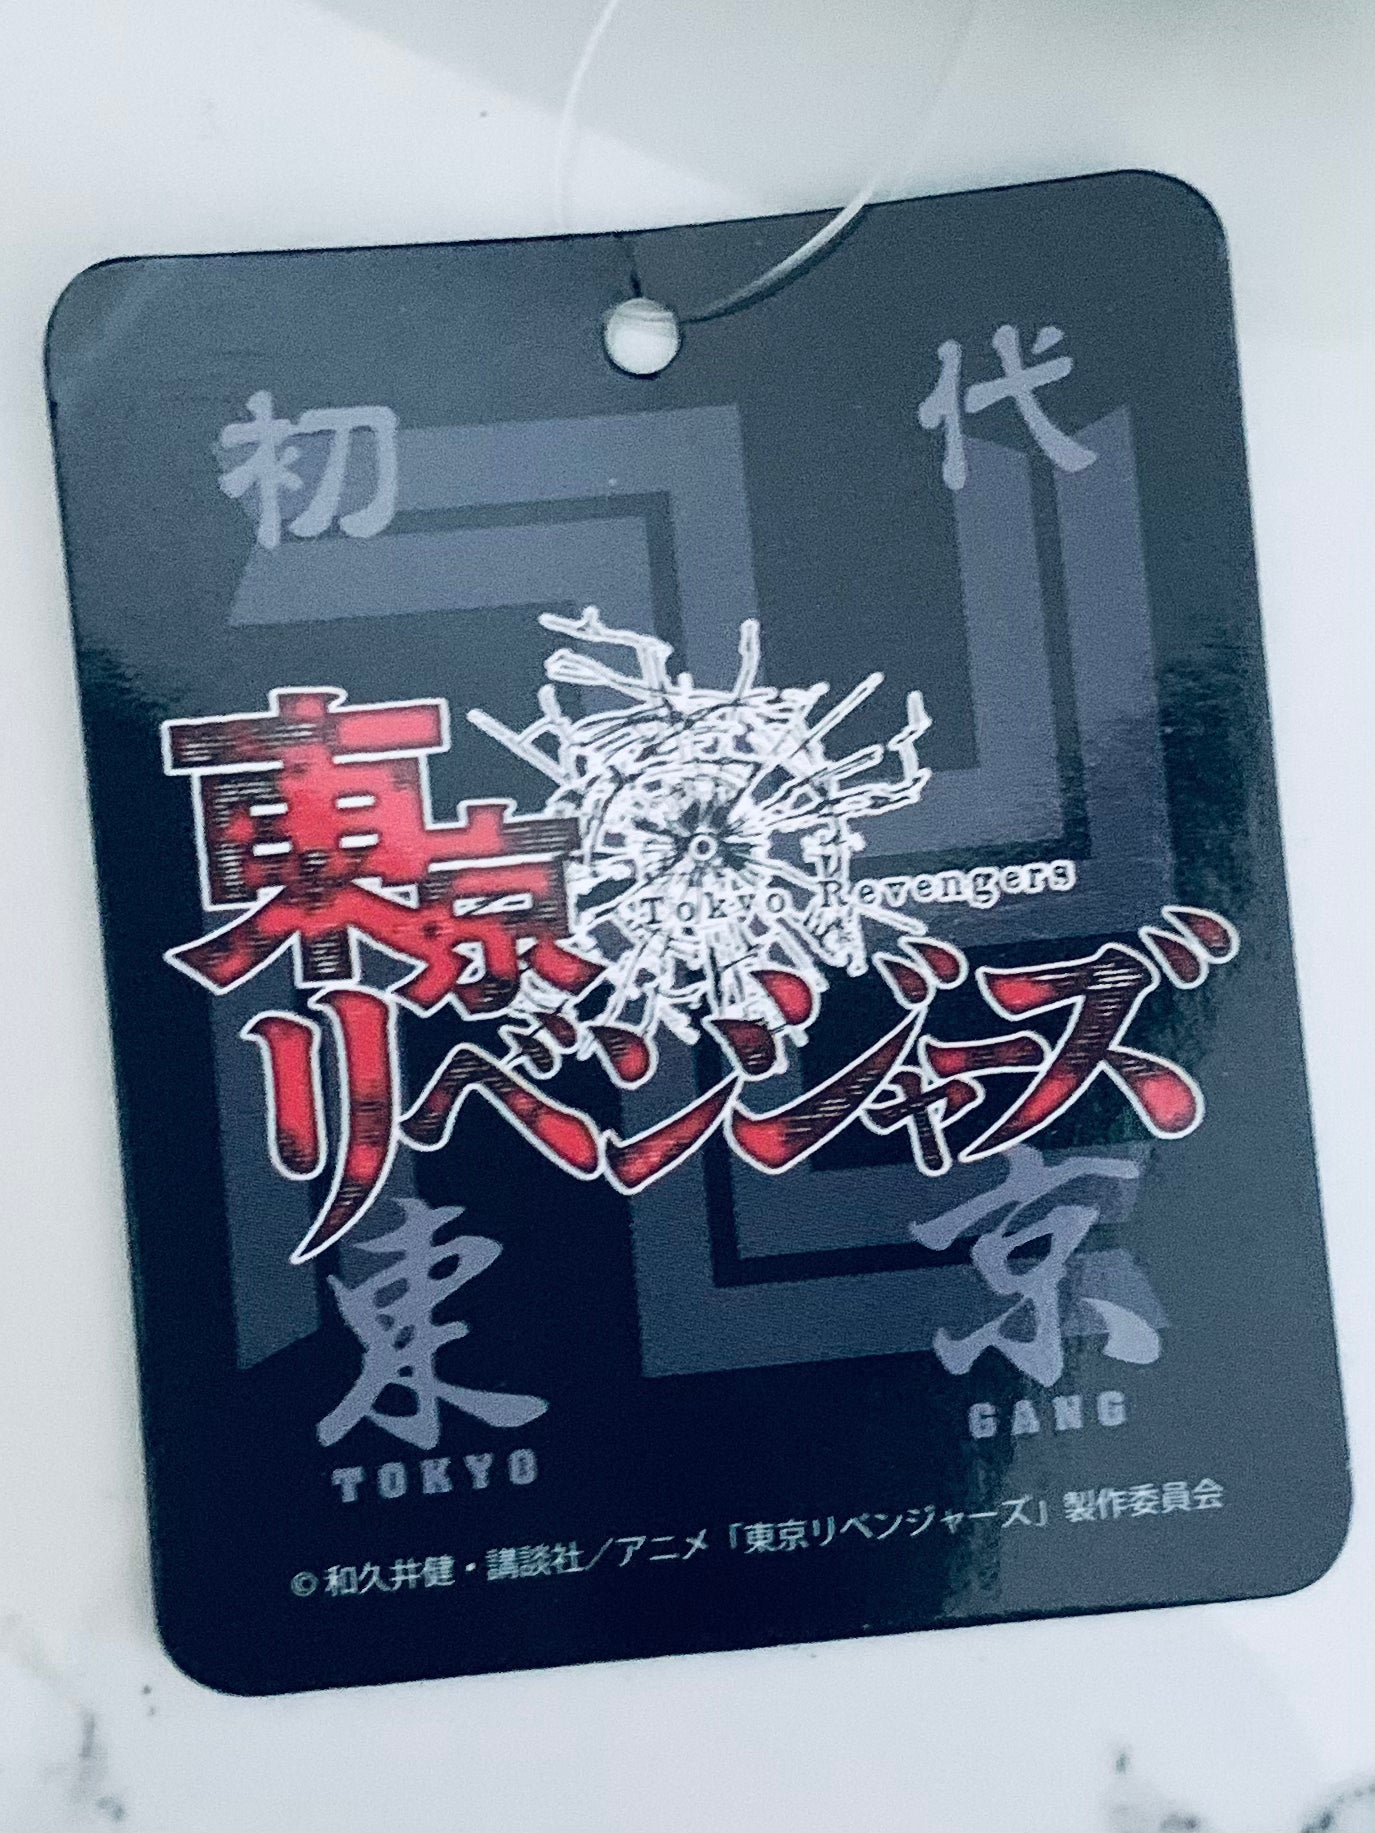 初 代
東京
Tokyo Revengers
リベンジャーズ
東 京
TOKYO GANG
© 和久井健・講談社／アニメ「東京リベンジャーズ」製作委員会